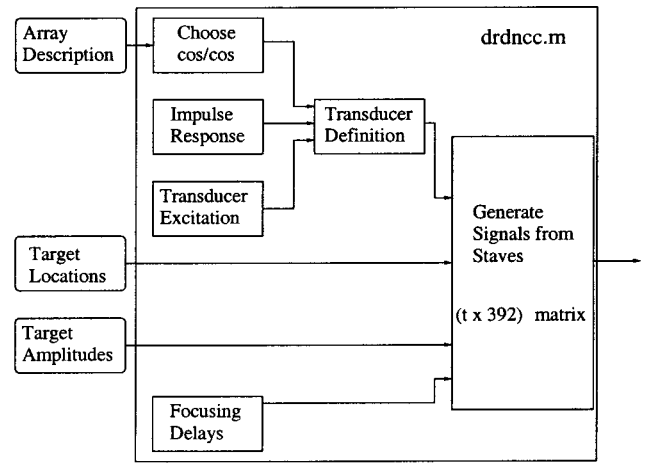 Array
Description
Choose
cos/cos
drdncc.m
Impulse
Response
Transducer
Definition
Transducer
Excitation
Generate
Signals from
Staves
(t x 392) matrix
Target
Locations
Target
Amplitudes
Focusing
Delays